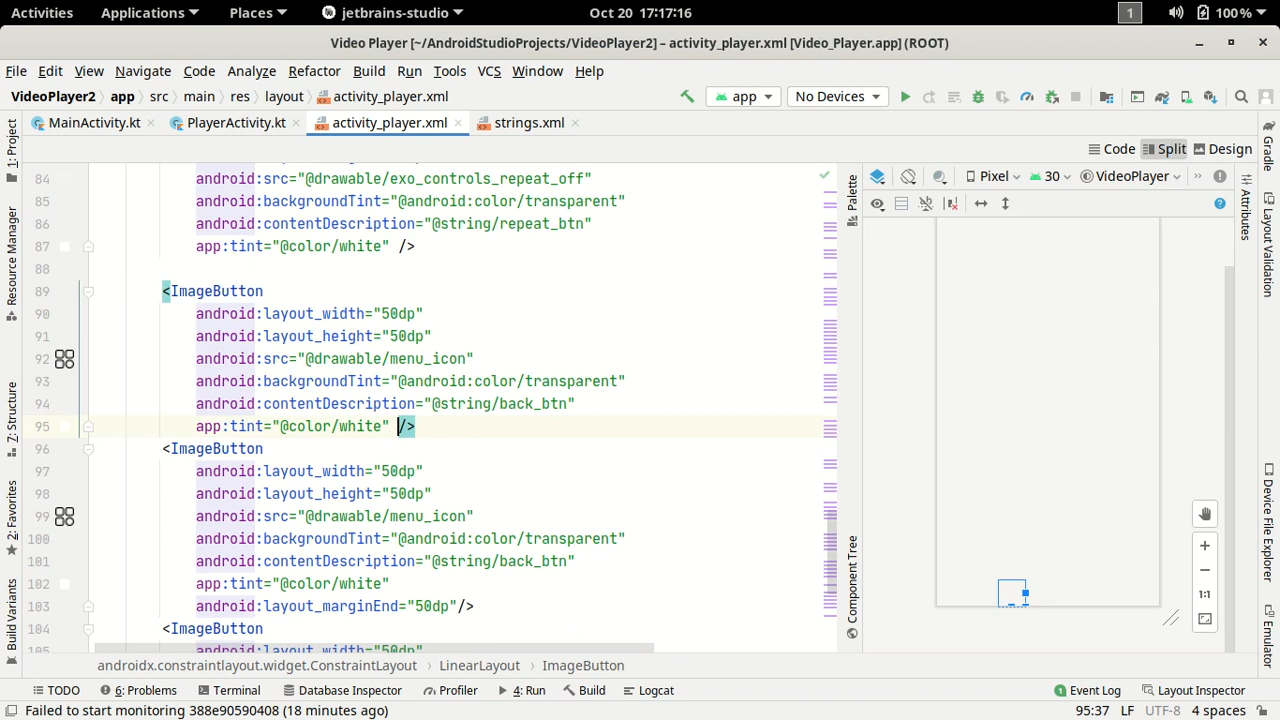 Activities Applications Places jetbrains-studio Oct 20 17:17:16 1 100%
Video Player [~/AndroidStudioProjects/VideoPlayer2] – activity_player.xml [Video_Player.app] (ROOT)
File Edit View Navigate Code Analyze Refactor Build Run Tools VCS Window Help
VideoPlayer2 app src main res layout activity_player.xml app No Devices
MainActivity.kt PlayerActivity.kt activity_player.xml strings.xml
Code Split Design
1: Project
Resource Manager
7: Structure
2: Favorites
Build Variants
84 android:src="@drawable/exo_controls_repeat_off"
85 android:backgroundTint="@android:color/transparent"
86 android:contentDescription="@string/repeat_btn"
87 app:tint="@color/white" />
88
89 <ImageButton
90 android:layout_width="50dp"
91 android:layout_height="50dp"
92 android:src="@drawable/menu_icon"
93 android:backgroundTint="@android:color/transparent"
94 android:contentDescription="@string/back_btn"
95 app:tint="@color/white" />
96 <ImageButton
97 android:layout_width="50dp"
98 android:layout_height="50dp"
99 android:src="@drawable/menu_icon"
100 android:backgroundTint="@android:color/transparent"
101 android:contentDescription="@string/back_btn"
102 app:tint="@color/white"
103 android:layout_marginEnd="50dp"/>
104 <ImageButton
Palette
Component Tree
Pixel 30 VideoPlayer
1:1
Gradle
Attributes
Layout Validation
Emulator
androidx.constraintlayout.widget.ConstraintLayout LinearLayout ImageButton
TODO 6: Problems Terminal Database Inspector Profiler 4: Run Build Logcat 1 Event Log Layout Inspector
Failed to start monitoring 388e90590408 (18 minutes ago) 95:37 LF UTF-8 4 spaces